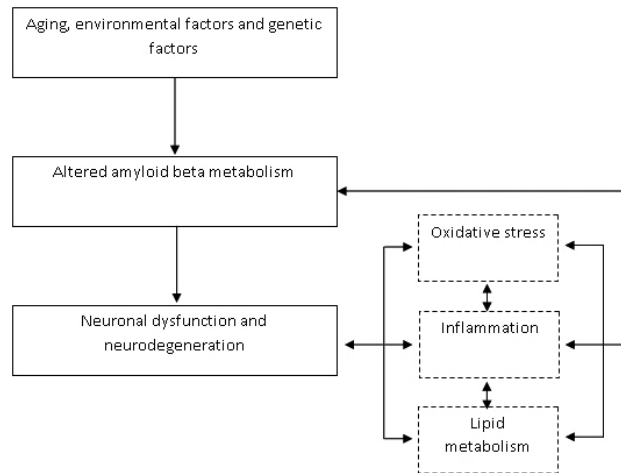 Aging, environmental factors and genetic
factors
Altered amyloid beta metabolism
Oxidative stress
Neuronal dysfunction and
neurodegeneration
Inflammation
Lipid
metabolism